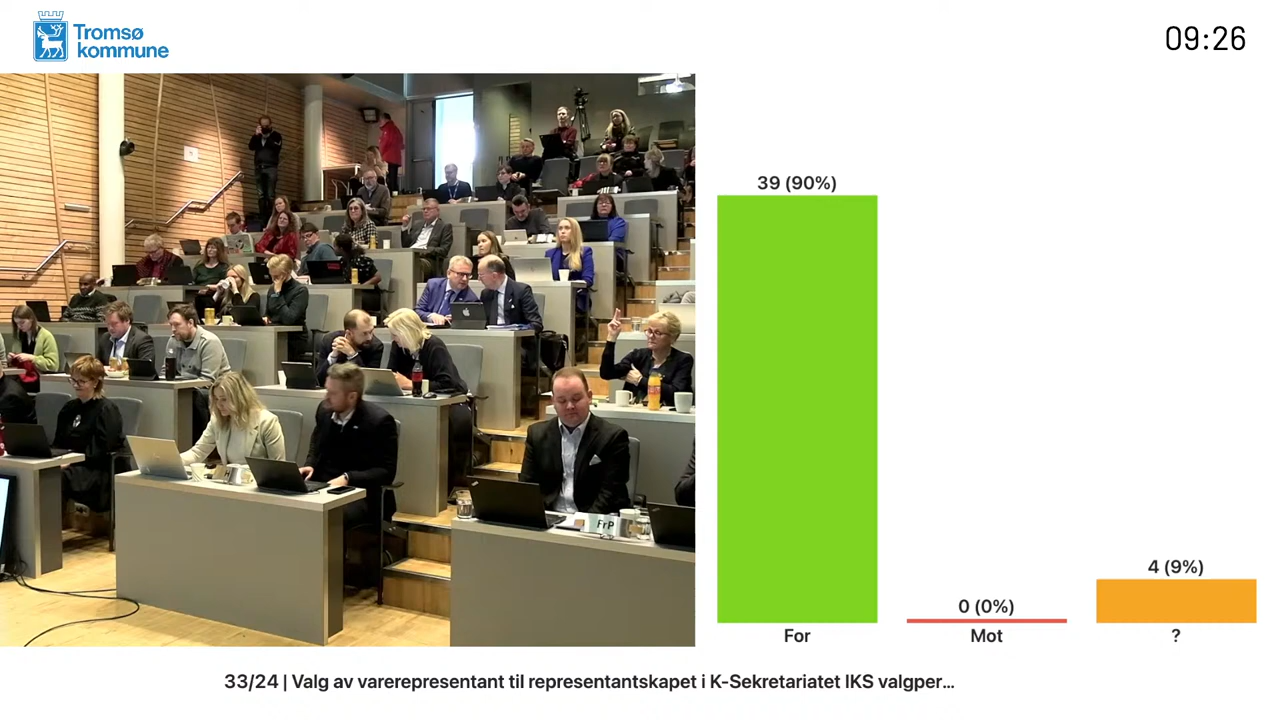 Tromsø
kommune
09:26
39 (90%)
4 (9%)
0 (0%)
For
Mot
?
H
FrP
33/24 | Valg av varerepresentant til representantskapet i K-Sekretariatet IKS valgper...